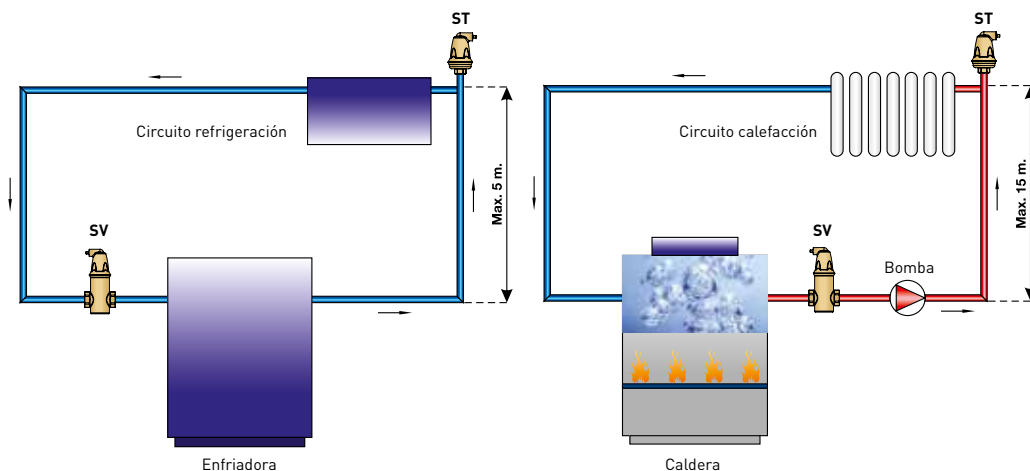 ST
Circuito refrigeración
Max. 5 m.
SV
Enfriadora
ST
Circuito calefacción
Max. 15 m.
SV
Bomba
Caldera